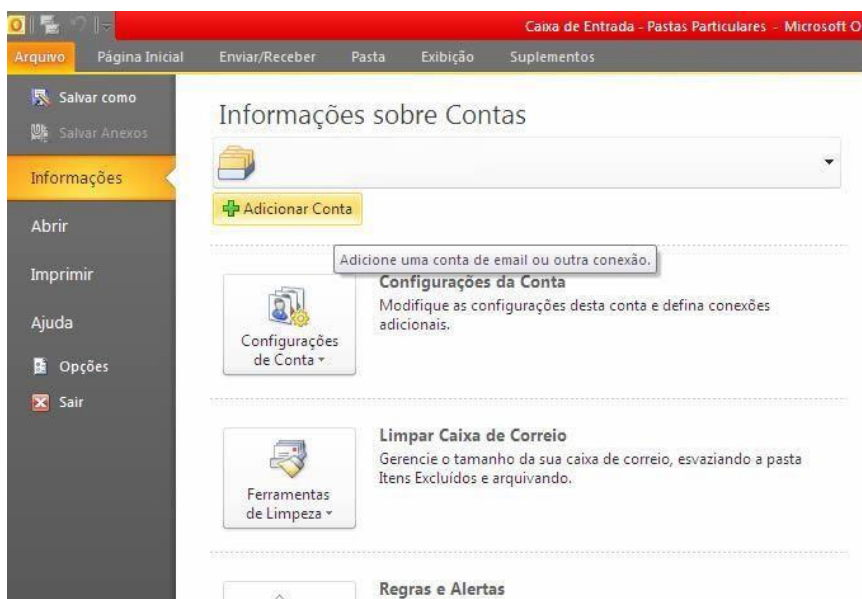 Caixa de Entrada - Pastas Particulares - Microsoft O
Arquivo Página Inicial Enviar/Receber Pasta Exibição Suplementos
Salvar como
Salvar Anexos
Informações
Abrir
Imprimir
Ajuda
Opções
Sair
Informações sobre Contas
Adicionar Conta
Adicione uma conta de email ou outra conexão.
Configurações
de Conta
Configurações da Conta
Modifique as configurações desta conta e defina conexões
adicionais.
Ferramentas
de Limpeza
Limpar Caixa de Correio
Gerencie o tamanho da sua caixa de correio, esvaziando a pasta
Itens Excluídos e arquivando.
Regras e Alertas